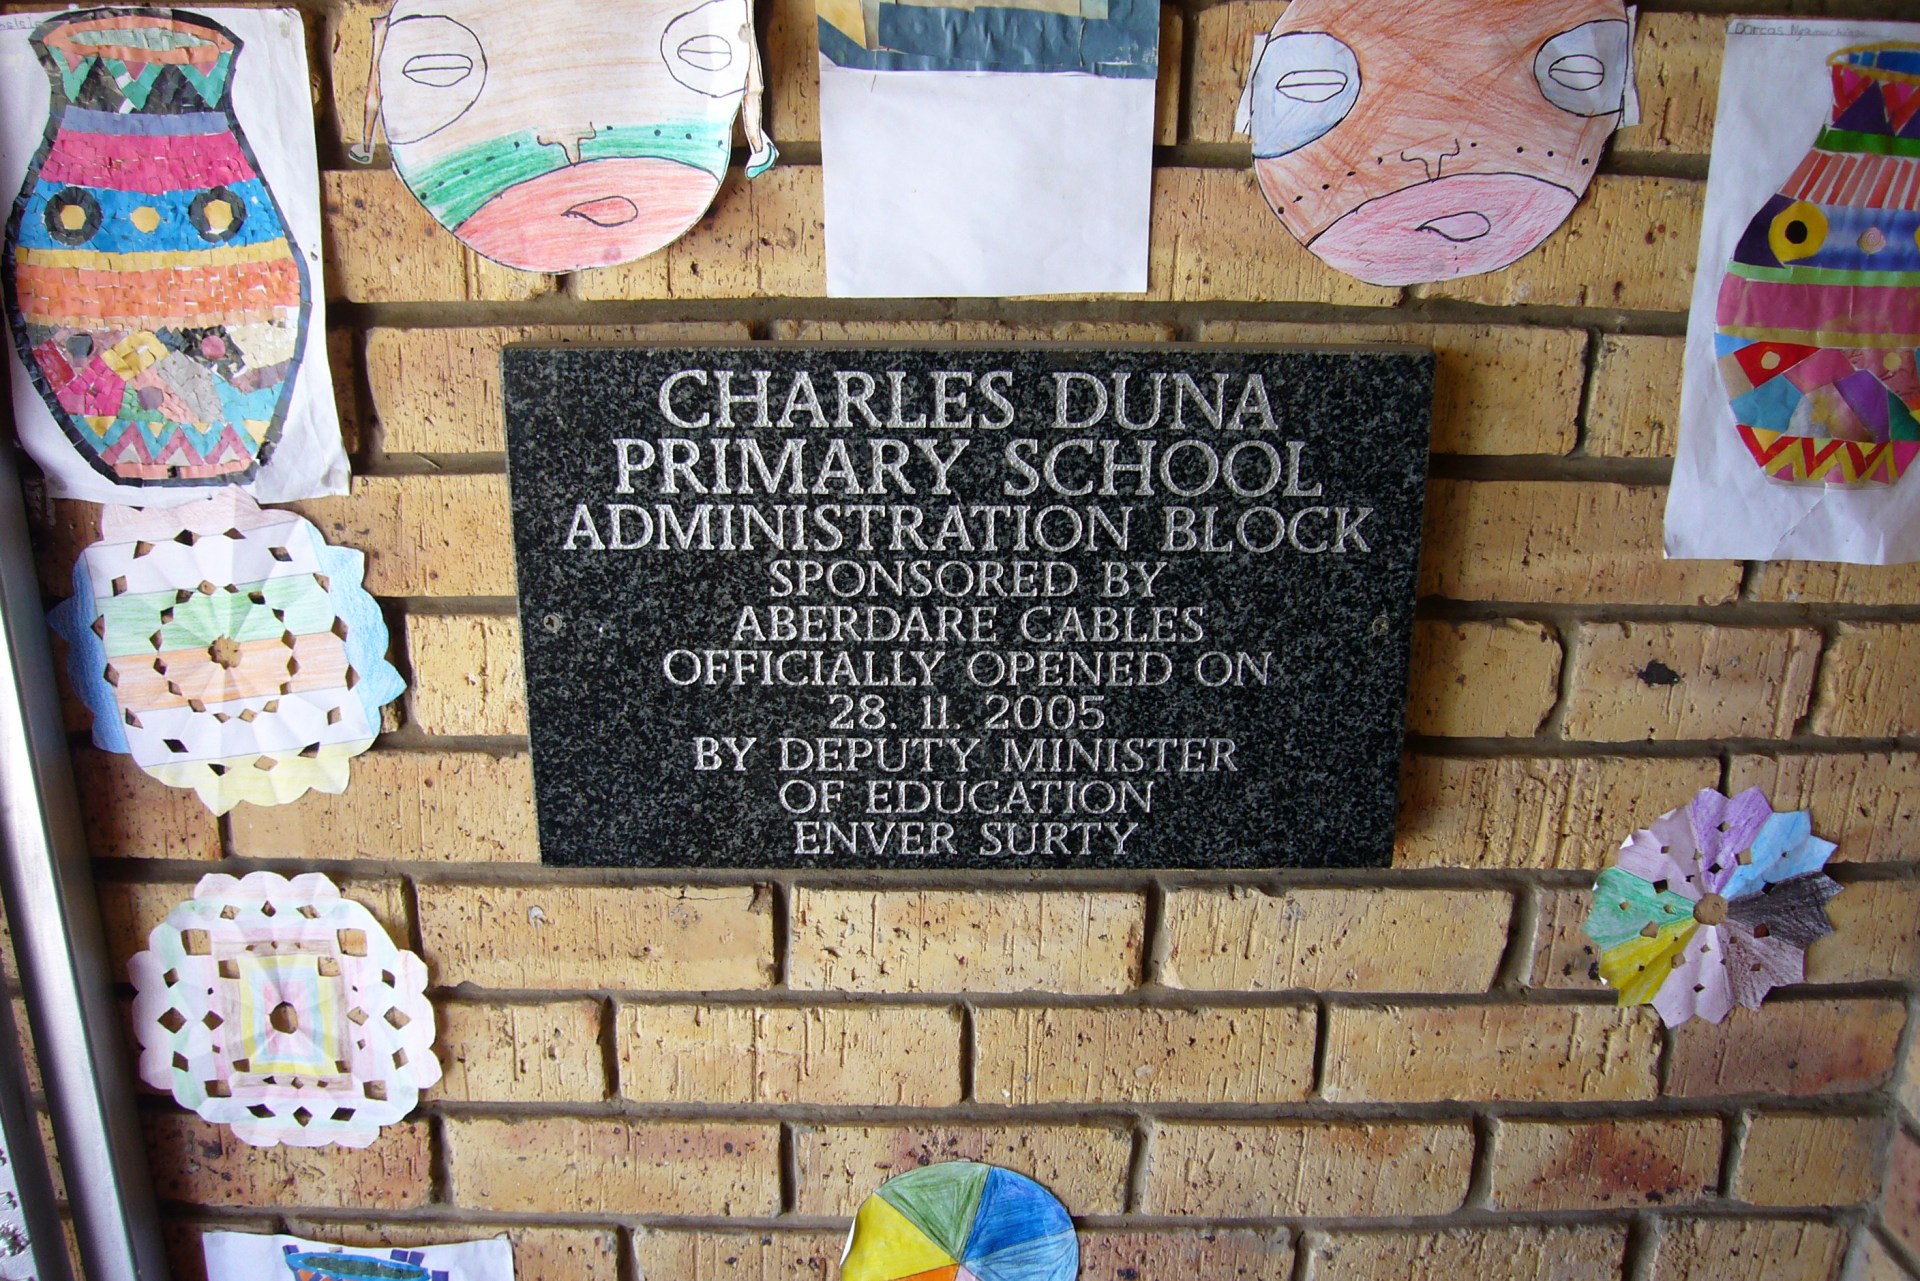 CHARLES DUNA
PRIMARY SCHOOL
ADMINISTRATION BLOCK
SPONSORED BY
ABERDARE CABLES
OFFICIALLY OPENED ON
28. 11. 2005
BY DEPUTY MINISTER
OF EDUCATION
ENVER SURTY
Dorcas